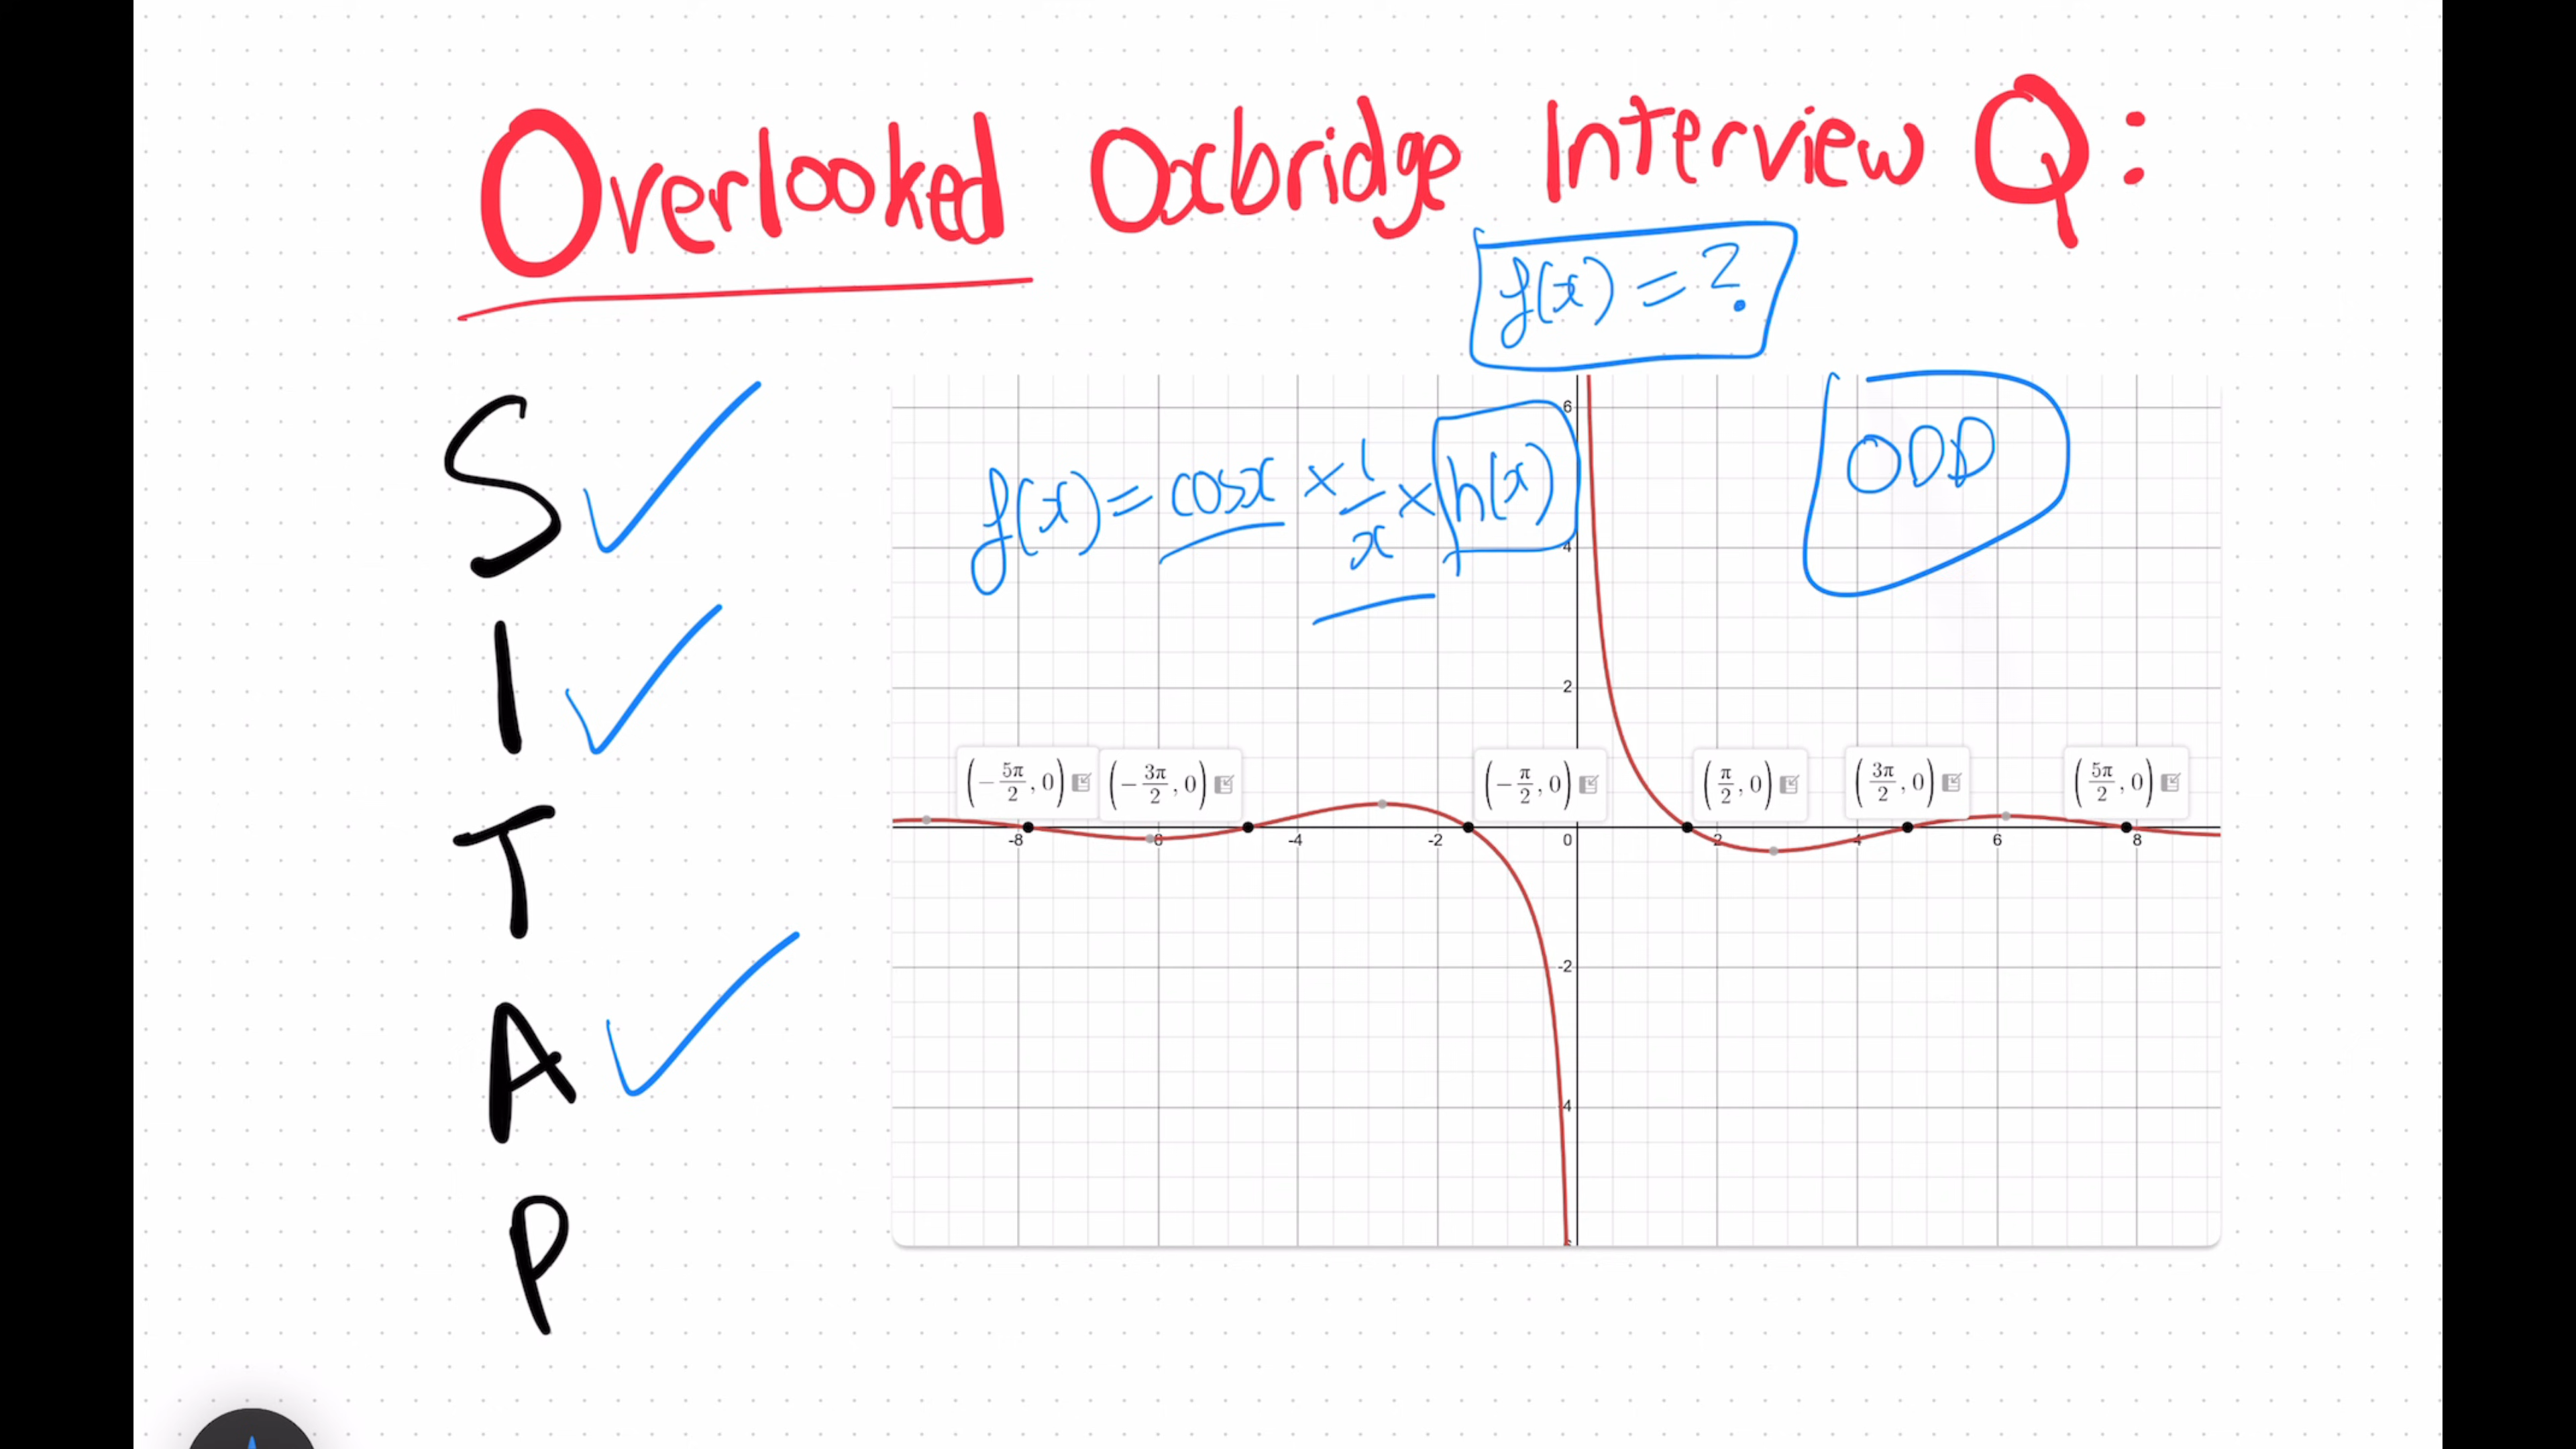 Overlooked Oxbridge Interview Q:
f(x) = ?
S
I
T
A
P
f(x) = cosx × 1/x × h(x)
ODD
6
4
2
(-5π/2, 0) (-3π/2, 0) (-π/2, 0) (π/2, 0) (3π/2, 0) (5π/2, 0)
-8 -6 -4 -2 0 2 4 6 8
-2
-4